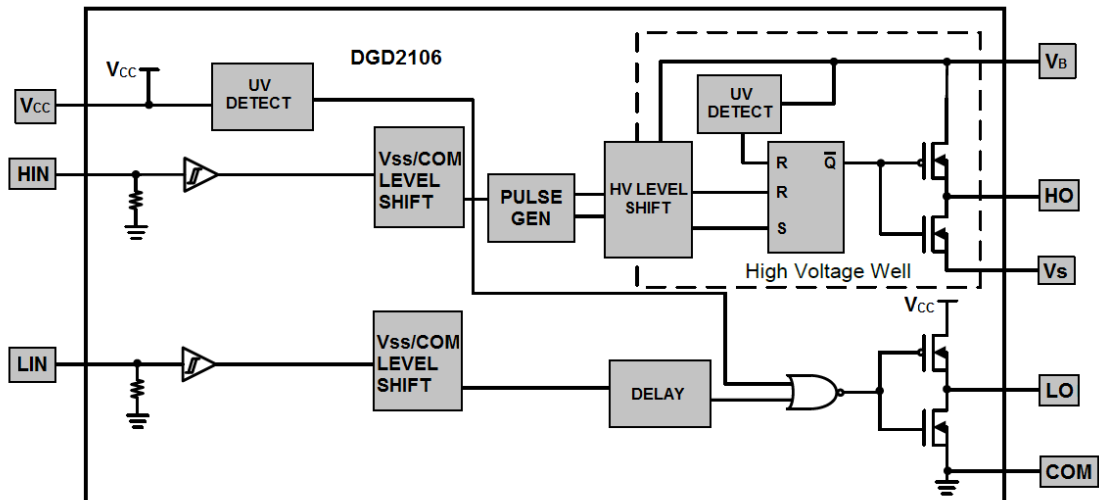 DGD2106
VCC
VCC
UV
DETECT
VB
UV
DETECT
HIN
Vss/COM
LEVEL
SHIFT
PULSE
GEN
HV LEVEL
SHIFT
R
Q̅
R
S
HO
High Voltage Well
Vs
VCC
LIN
Vss/COM
LEVEL
SHIFT
DELAY
LO
COM